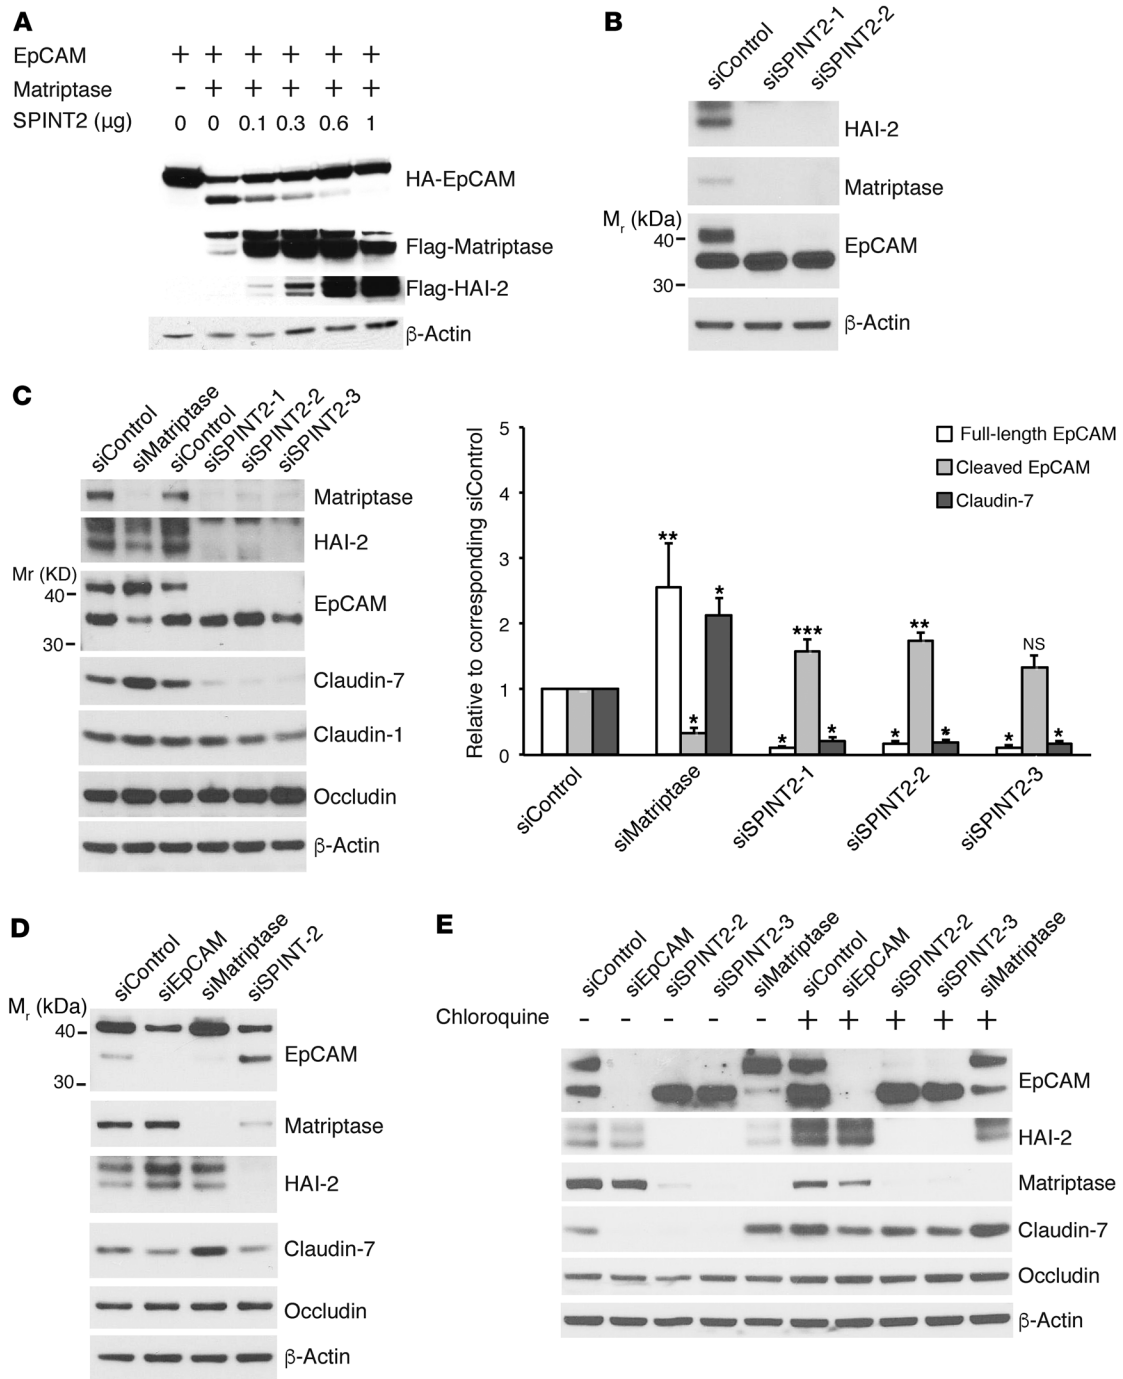 A
EpCAM + + + + + +
Matriptase - + + + + +
SPINT2 (µg) 0 0 0.1 0.3 0.6 1
HA-EpCAM
Flag-Matriptase
Flag-HAI-2
β-Actin
B
siControl
siSPINT2-1
siSPINT2-2
HAI-2
Matriptase
Mr (kDa)
40
EpCAM
30
β-Actin
C
siControl
siMatriptase
siControl
siSPINT2-1
siSPINT2-2
siSPINT2-3
Matriptase
HAI-2
Mr (KD)
40
EpCAM
30
Claudin-7
Claudin-1
Occludin
β-Actin
Relative to corresponding siControl
5
4
3
2
1
0
Full-length EpCAM
Cleaved EpCAM
Claudin-7
**
*
*
***
*
*
**
*
*
NS
*
*
siControl
siMatriptase
siSPINT2-1
siSPINT2-2
siSPINT2-3
D
siControl
siEpCAM
siMatriptase
siSPINT-2
Mr (kDa)
40
EpCAM
30
Matriptase
HAI-2
Claudin-7
Occludin
β-Actin
E
siControl
siEpCAM
siSPINT2-2
siSPINT2-3
siMatriptase
siControl
siEpCAM
siSPINT2-2
siSPINT2-3
siMatriptase
Chloroquine - - - - - + + + + +
EpCAM
HAI-2
Matriptase
Claudin-7
Occludin
β-Actin